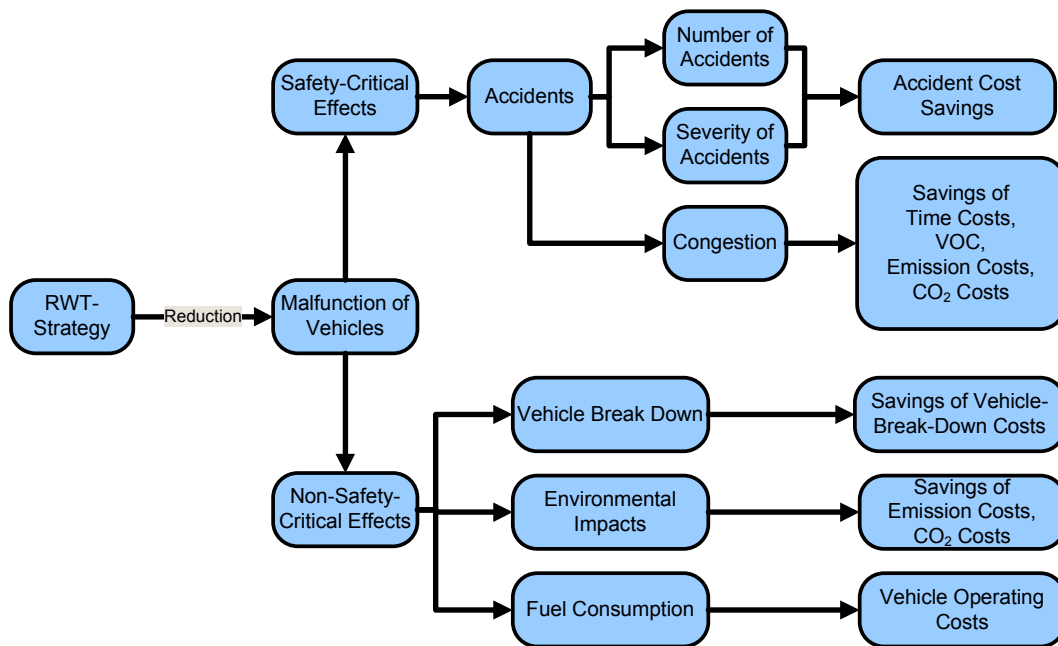 Safety-Critical
Effects
Accidents
Number of
Accidents
Severity of
Accidents
Accident Cost
Savings
Congestion
Savings of
Time Costs,
VOC,
Emission Costs,
CO₂ Costs
RWT-
Strategy
Reduction
Malfunction of
Vehicles
Non-Safety-
Critical Effects
Vehicle Break Down
Savings of Vehicle-
Break-Down Costs
Environmental
Impacts
Savings of
Emission Costs,
CO₂ Costs
Fuel Consumption
Vehicle Operating
Costs